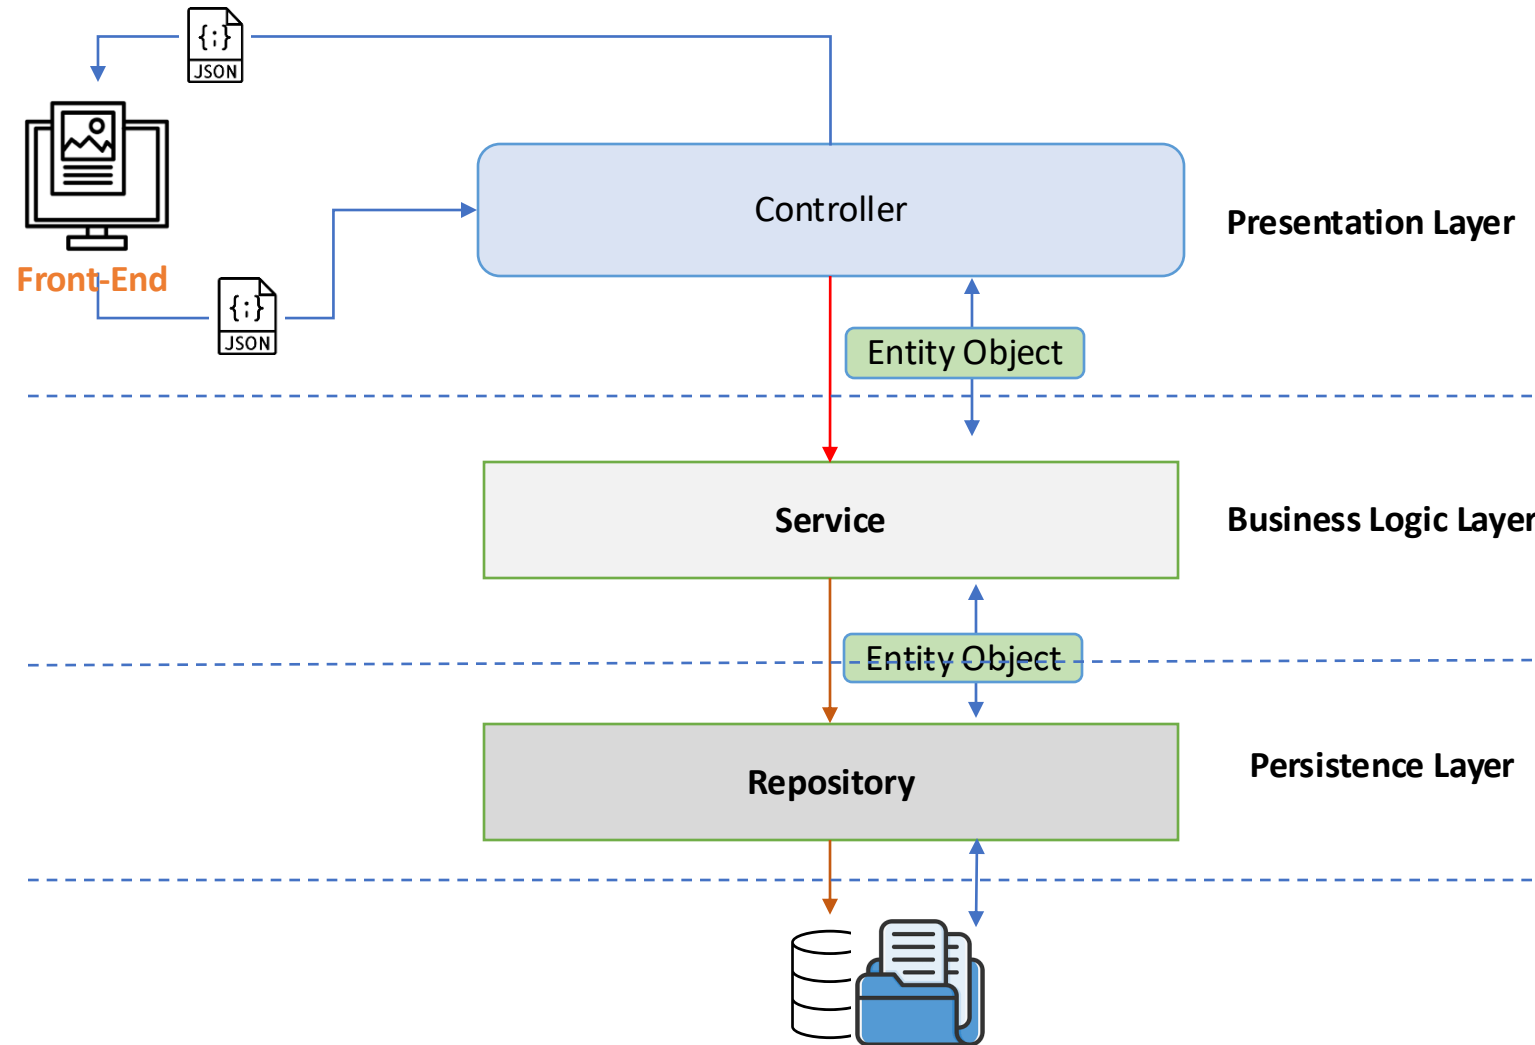 {;}
JSON
Controller
Presentation Layer
Front-End
{;}
JSON
Entity Object
Service
Business Logic Layer
Entity Object
Repository
Persistence Layer